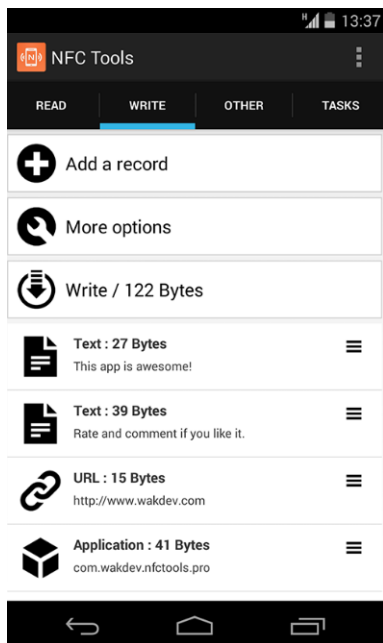 H 13:37
NFC Tools
READ WRITE OTHER TASKS
Add a record
More options
Write / 122 Bytes
Text : 27 Bytes
This app is awesome!
Text : 39 Bytes
Rate and comment if you like it.
URL : 15 Bytes
http://www.wakdev.com
Application : 41 Bytes
com.wakdev.nfctools.pro